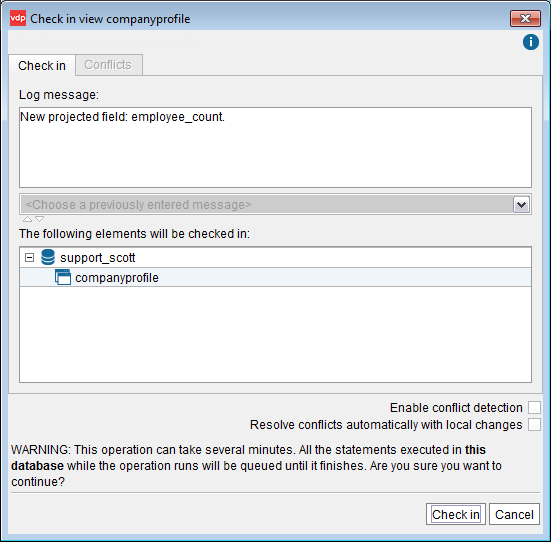 vdp Check in view companyprofile
Check in Conflicts
Log message:
New projected field: employee_count.
<Choose a previously entered message>
The following elements will be checked in:
support_scott
companyprofile
Enable conflict detection
Resolve conflicts automatically with local changes
WARNING: This operation can take several minutes. All the statements executed in this
database while the operation runs will be queued until it finishes. Are you sure you want to
continue?
Check in Cancel